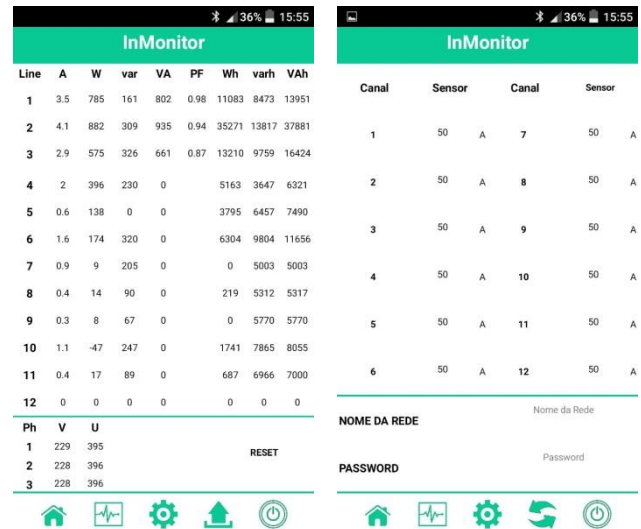 36% 15:55
InMonitor
Line A W var VA PF Wh varh VAh
1 3.5 785 161 802 0.98 11083 8473 13951
2 4.1 882 309 935 0.94 35271 13817 37881
3 2.9 575 326 661 0.87 13210 9759 16424
4 2 396 230 0 5163 3647 6321
5 0.6 138 0 0 3795 6457 7490
6 1.6 174 320 0 6304 9804 11656
7 0.9 9 205 0 0 5003 5003
8 0.4 14 90 0 219 5312 5317
9 0.3 8 67 0 0 5770 5770
10 1.1 -47 247 0 1741 7865 8055
11 0.4 17 89 0 687 6966 7000
12 0 0 0 0 0 0 0
Ph V U
1 229 395
RESET
2 228 396
3 228 396
36% 15:55
InMonitor
Canal Sensor Canal Sensor
1 50 A 7 50 A
2 50 A 8 50 A
3 50 A 9 50 A
4 50 A 10 50 A
5 50 A 11 50 A
6 50 A 12 50 A
NOME DA REDE Nome da Rede
PASSWORD Password